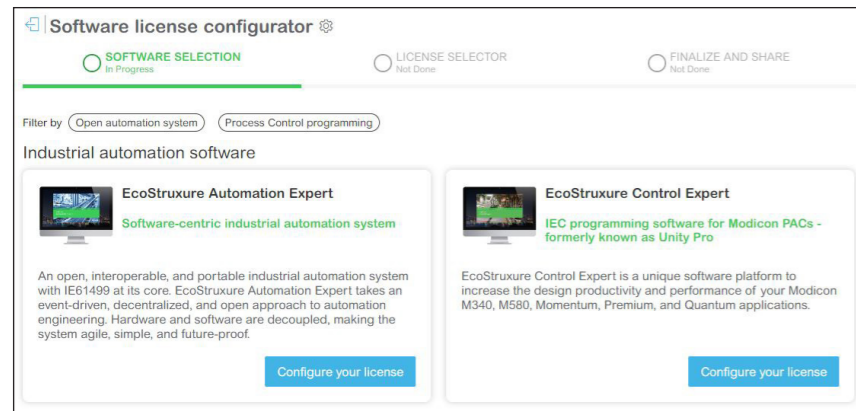 Software license configurator
SOFTWARE SELECTION
In Progress
LICENSE SELECTOR
Not Done
FINALIZE AND SHARE
Not Done
Filter by Open automation system Process Control programming
Industrial automation software
EcoStruxure Automation Expert
Software-centric industrial automation system
An open, interoperable, and portable industrial automation system
with IE61499 at its core. EcoStruxure Automation Expert takes an
event-driven, decentralized, and open approach to automation
engineering. Hardware and software are decoupled, making the
system agile, simple, and future-proof.
Configure your license
EcoStruxure Control Expert
IEC programming software for Modicon PACs -
formerly known as Unity Pro
EcoStruxure Control Expert is a unique software platform to
increase the design productivity and performance of your Modicon
M340, M580, Momentum, Premium, and Quantum applications.
Configure your license